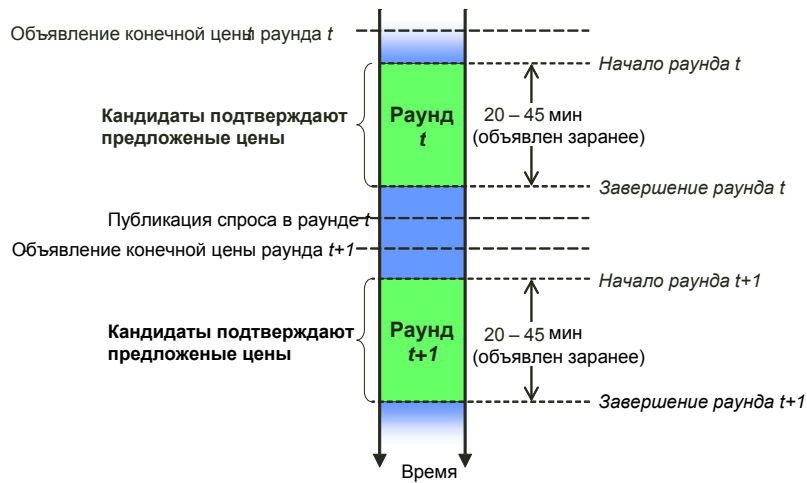 Объявление конечной цены раунда t
Начало раунда t
Кандидаты подтверждают
предложеные цены
Раунд
t
20 – 45 мин
(объявлен заранее)
Завершение раунда t
Публикация спроса в раунде t
Объявление конечной цены раунда t+1
Начало раунда t+1
Кандидаты подтверждают
предложеные цены
Раунд
t+1
20 – 45 мин
(объявлен заранее)
Завершение раунда t+1
Время